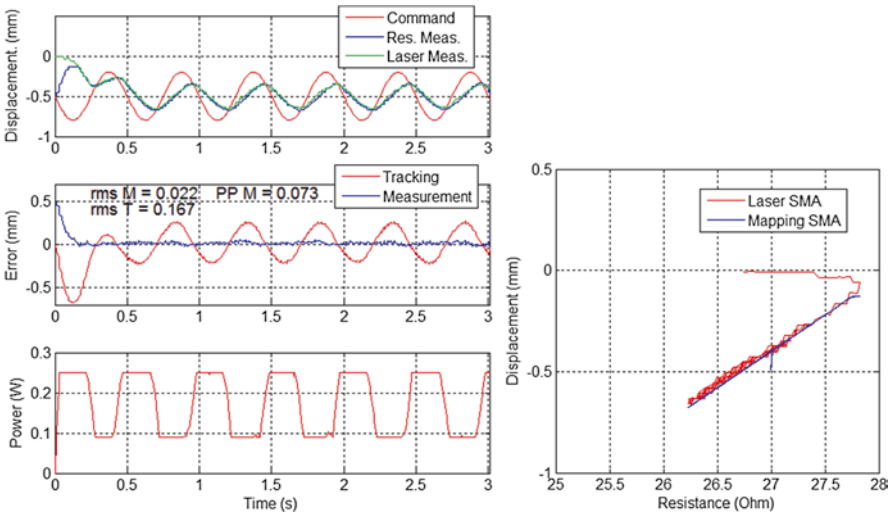 Displacement. (mm)
0
-0.5
-1
Command
Res. Meas.
Laser Meas.
0 0.5 1 1.5 2 2.5 3
Error (mm)
0.5
0
-0.5
rms M = 0.022 PP M = 0.073
rms T = 0.167
Tracking
Measurement
0 0.5 1 1.5 2 2.5 3
Power (W)
0.3
0.2
0.1
0
0 0.5 1 1.5 2 2.5 3
Time (s)
Displacement (mm)
0.5
0
-0.5
-1
Laser SMA
Mapping SMA
25 25.5 26 26.5 27 27.5 28
Resistance (Ohm)